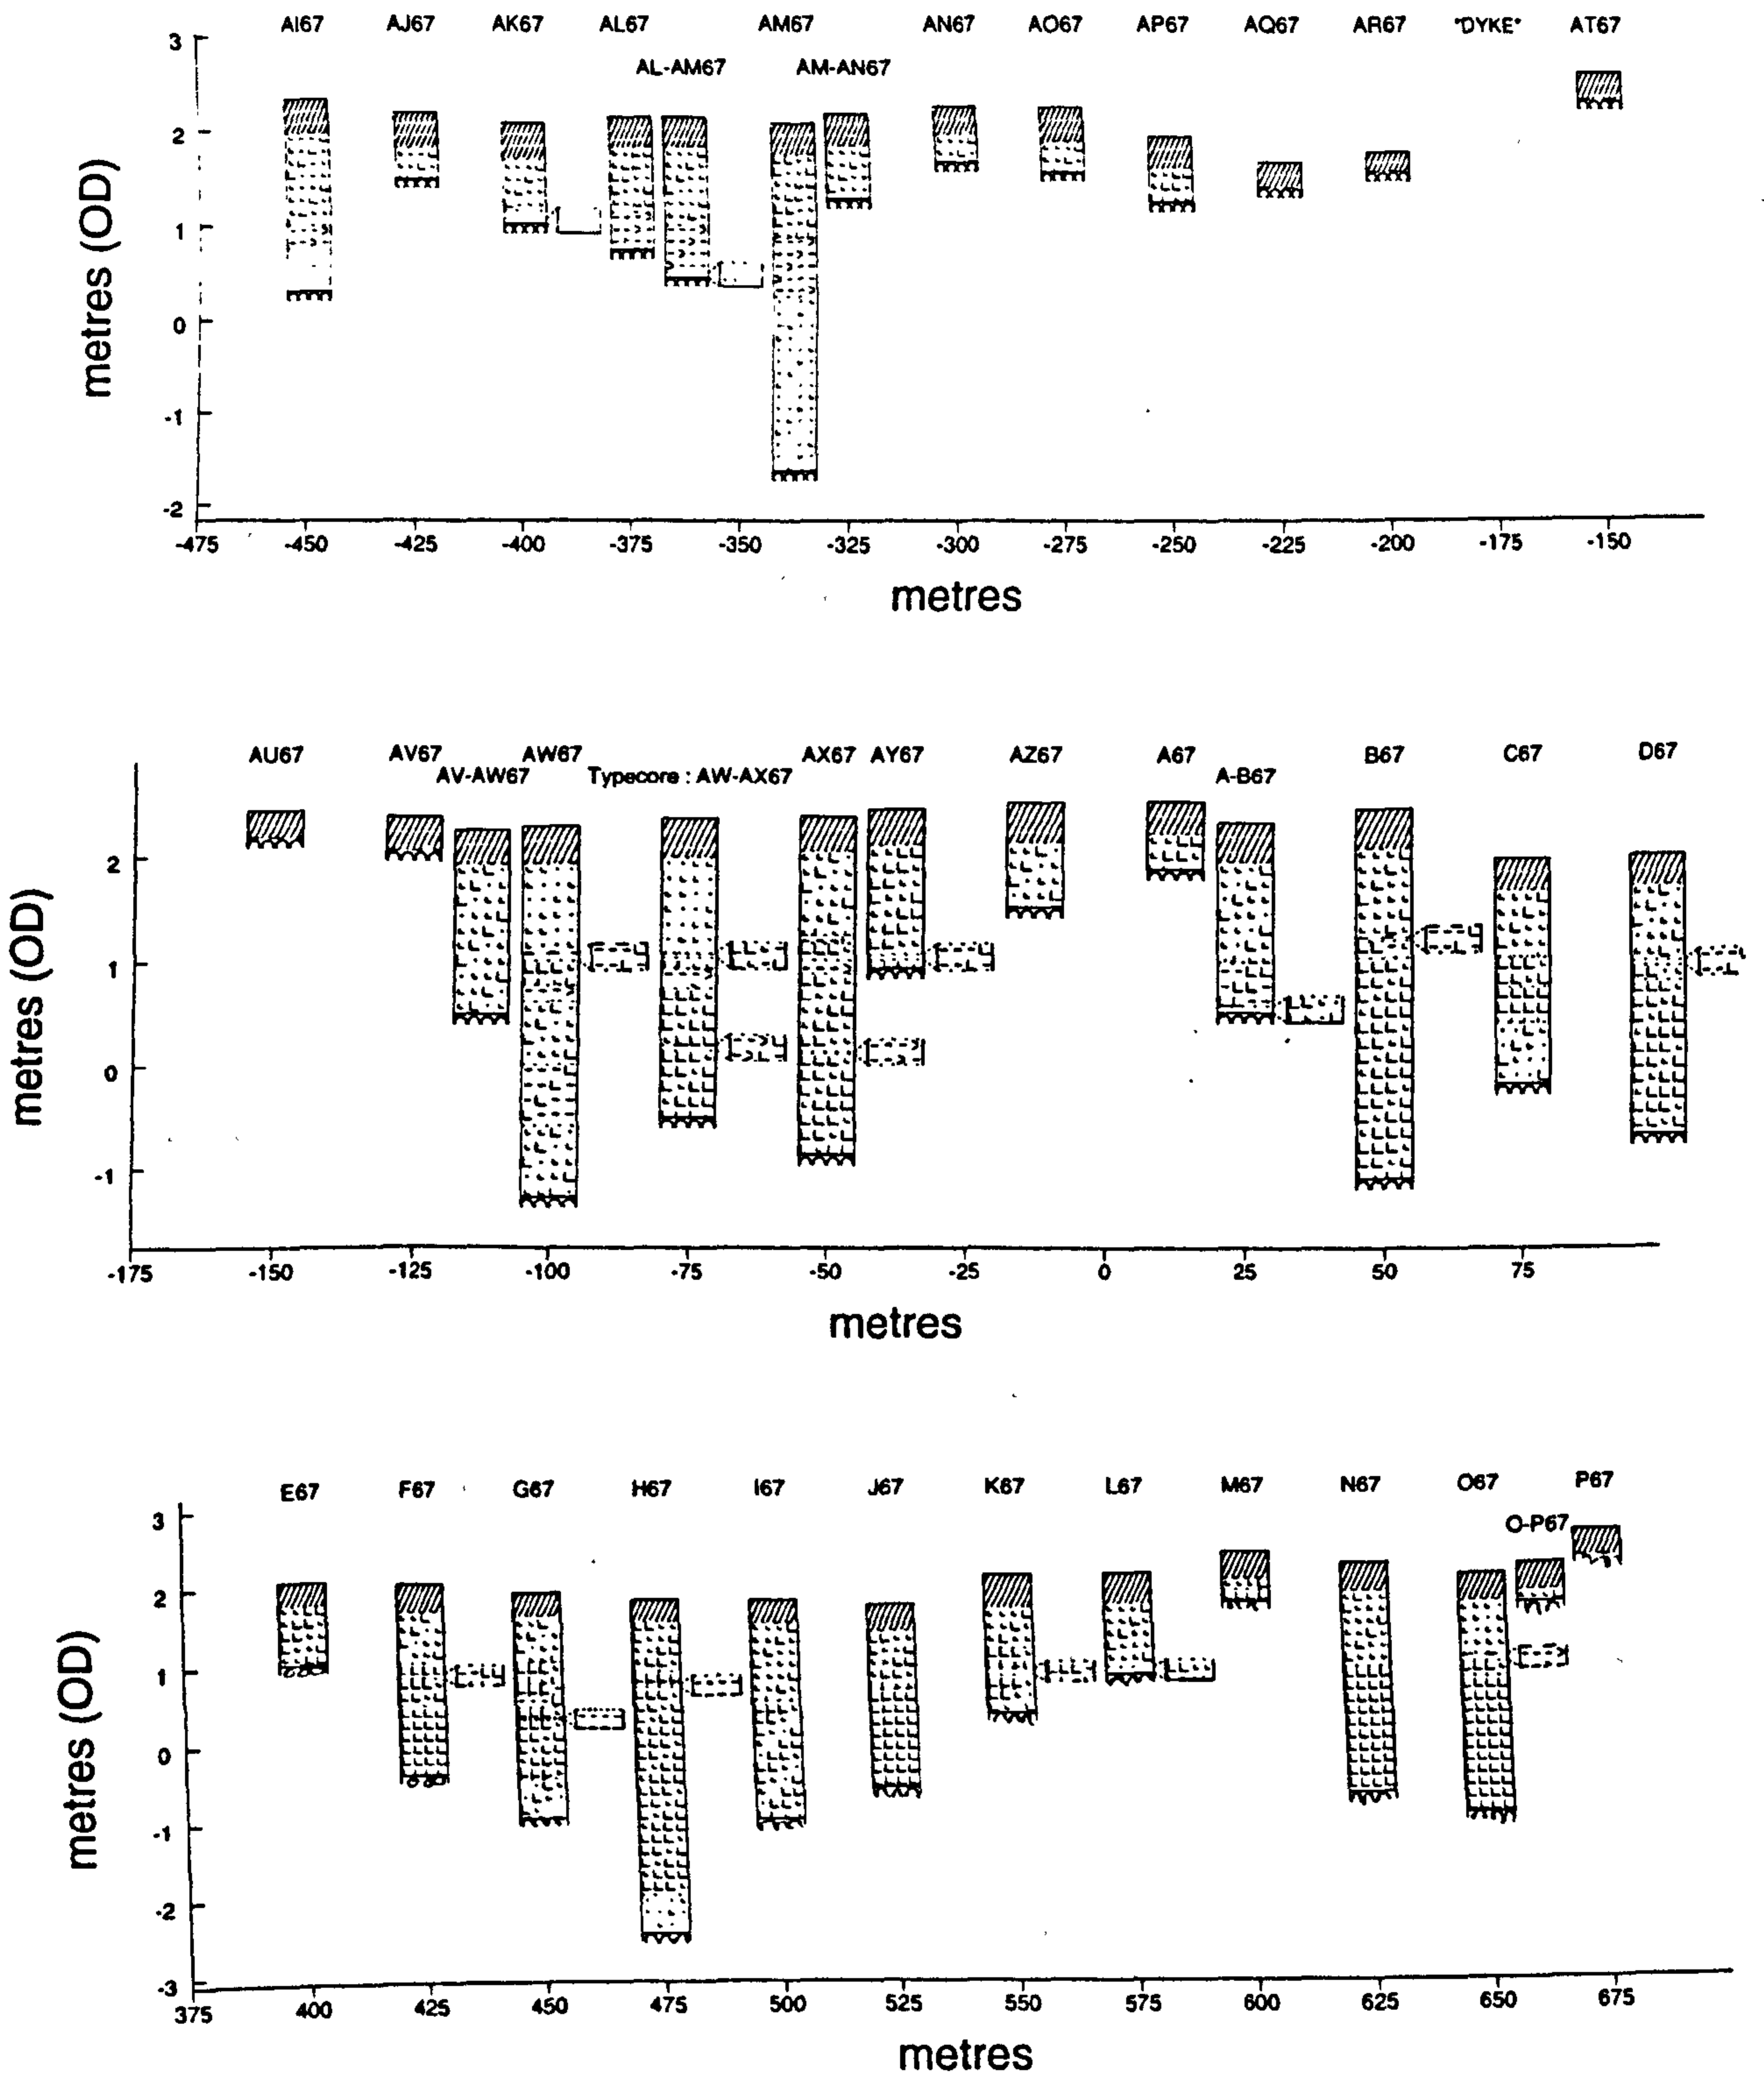 AI67 AJ67 AK67 AL67 AM67 AN67 AO67 AP67 AQ67 AR67 "DYKE" AT67
AL-AM67 AM-AN67
3
2
1
0
-1
-2
metres (OD)
-475 -450 -425 -400 -375 -350 -325 -300 -275 -250 -225 -200 -175 -150
metres
AU67 AV67 AW67 AX67 AY67 AZ67 A67 B67 C67 D67
AV-AW67 Typecore : AW-AX67 A-B67
2
1
0
-1
metres (OD)
-175 -150 -125 -100 -75 -50 -25 0 25 50 75
metres
E67 F67 G67 H67 I67 J67 K67 L67 M67 N67 O67 P67
O-P67
3
2
1
0
-1
-2
-3
metres (OD)
375 400 425 450 475 500 525 550 575 600 625 650 675
metres